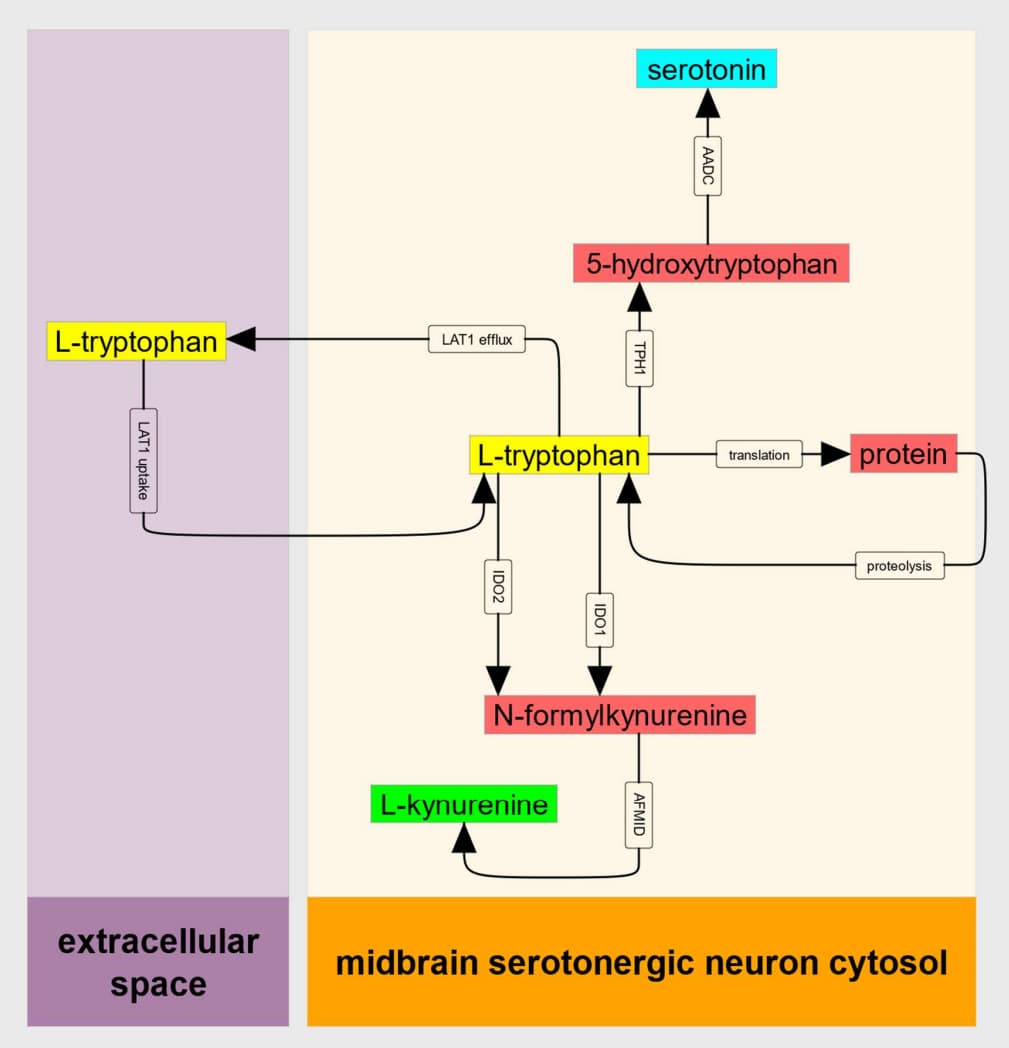 serotonin
AADC
5-hydroxytryptophan
TPH1
L-tryptophan
LAT1 efflux
LAT1 uptake
L-tryptophan
translation
protein
proteolysis
IDO2
IDO1
N-formylkynurenine
L-kynurenine
AFMID
extracellular
space
midbrain serotonergic neuron cytosol